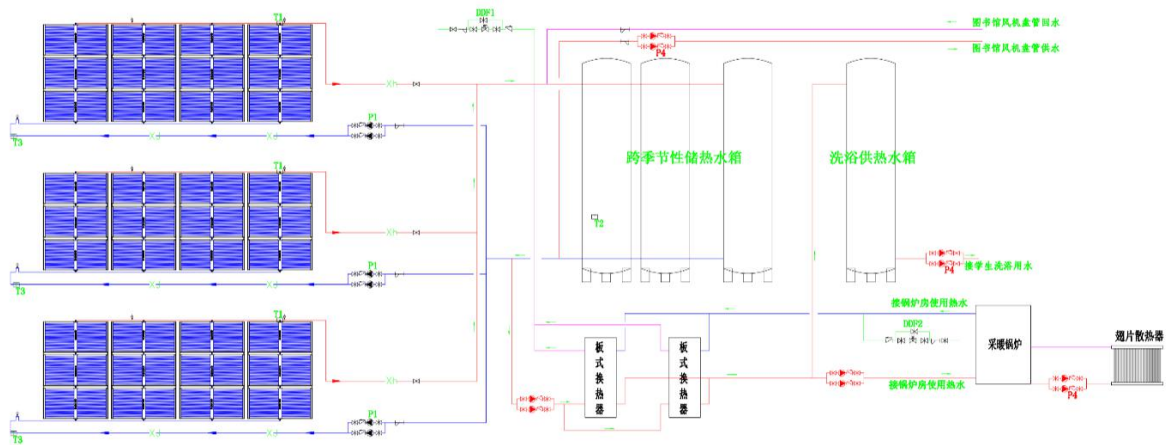 DDF1
图书馆风机盘管回水
图书馆风机盘管供水
P4
T1
Xh
P1
T3
跨季节性储热水箱
洗浴供热水箱
T1
T2
Xh
P1
T3
P4
接学生洗浴用水
接锅炉房使用热水
DDF2
T1
板式换热器
板式换热器
采暖锅炉
翅片散热器
Xh
接锅炉房使用热水
P4
P1
T3